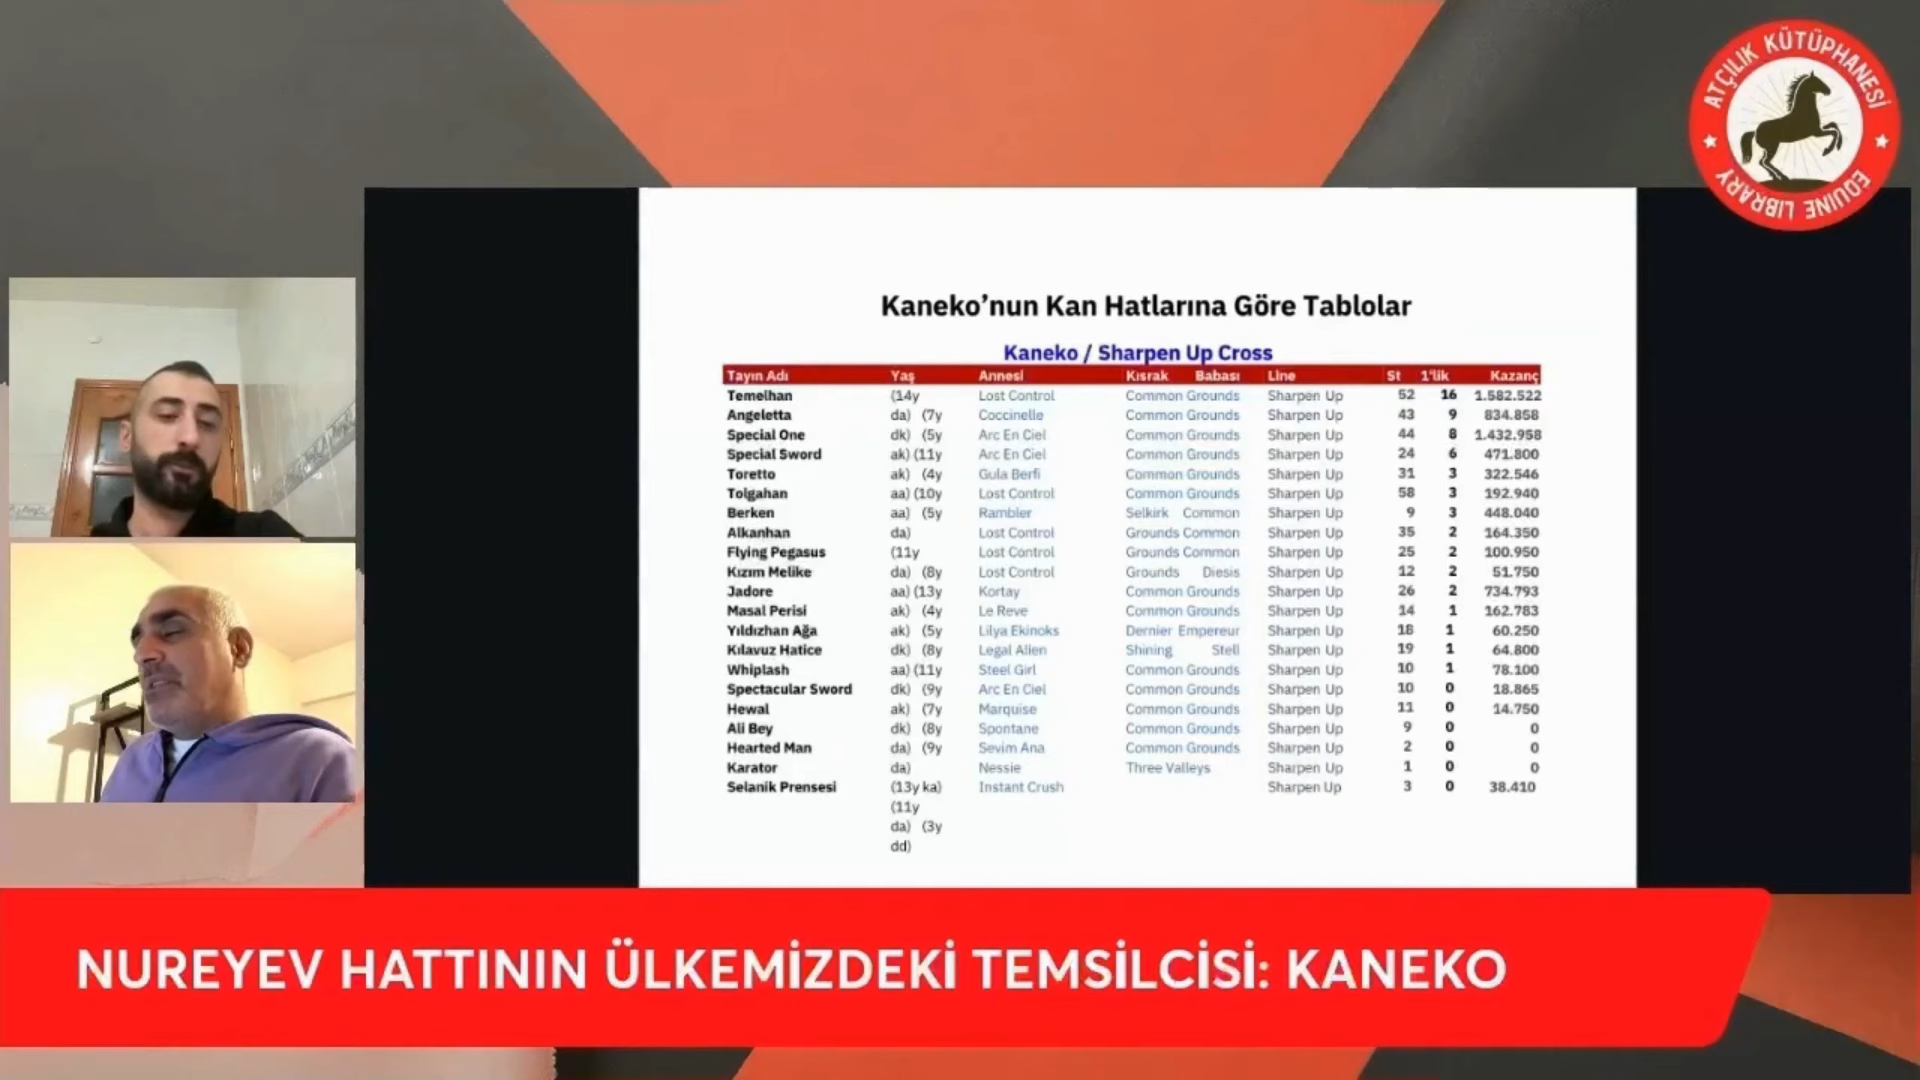 ATÇILIK KÜTÜPHANESİ
EQUINE LIBRARY
Kaneko’nun Kan Hatlarına Göre Tablolar
Kaneko / Sharpen Up Cross
Tayın Adı Yaş Annesi Kısrak Babası Line St 1'lik Kazanç
Temelhan (14y Lost Control Common Grounds Sharpen Up 52 16 1.582.522
Angeletta da) (7y Coccinelle Common Grounds Sharpen Up 43 9 834.858
Special One dk) (5y Arc En Ciel Common Grounds Sharpen Up 44 8 1.432.958
Special Sword ak) (11y Arc En Ciel Common Grounds Sharpen Up 24 6 471.800
Toretto ak) (4y Gula Berfi Common Grounds Sharpen Up 31 3 322.546
Tolgahan aa) (10y Lost Control Common Grounds Sharpen Up 58 3 192.940
Berken aa) (5y Rambler Selkirk Common Sharpen Up 9 3 448.040
Alkanhan da) Lost Control Grounds Common Sharpen Up 35 2 164.350
Flying Pegasus (11y Lost Control Grounds Common Sharpen Up 25 2 100.950
Kızım Melike da) (8y Lost Control Grounds Diesis Sharpen Up 12 2 51.750
Jadore aa) (13y Kortay Common Grounds Sharpen Up 26 2 734.793
Masal Perisi ak) (4y Le Reve Common Grounds Sharpen Up 14 1 162.783
Yıldızhan Ağa ak) (5y Lilya Ekinoks Dernier Empereur Sharpen Up 18 1 60.250
Kılavuz Hatice dk) (8y Legal Alien Shining Stell Sharpen Up 19 1 64.800
Whiplash aa) (11y Steel Girl Common Grounds Sharpen Up 10 1 78.100
Spectacular Sword dk) (9y Arc En Ciel Common Grounds Sharpen Up 10 0 18.865
Hewal ak) (7y Marquise Common Grounds Sharpen Up 11 0 14.750
Ali Bey dk) (8y Spontane Common Grounds Sharpen Up 9 0 0
Hearted Man da) (9y Sevim Ana Common Grounds Sharpen Up 2 0 0
Karator da) Nessie Three Valleys Sharpen Up 1 0 0
Selanik Prensesi (13y ka) Instant Crush Sharpen Up 3 0 38.410
(11y
da) (3y
dd)
NUREYEV HATTININ ÜLKEMİZDEKİ TEMSİLCİSİ: KANEKO